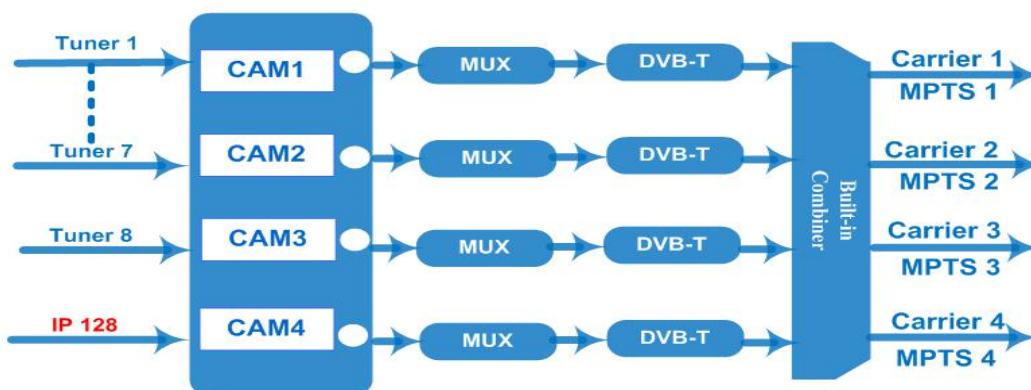 Tuner 1
CAM1
MUX
DVB-T
Carrier 1
MPTS 1
Tuner 7
CAM2
MUX
DVB-T
Carrier 2
MPTS 2
Built-in
Combiner
Tuner 8
CAM3
MUX
DVB-T
Carrier 3
MPTS 3
IP 128
CAM4
MUX
DVB-T
Carrier 4
MPTS 4